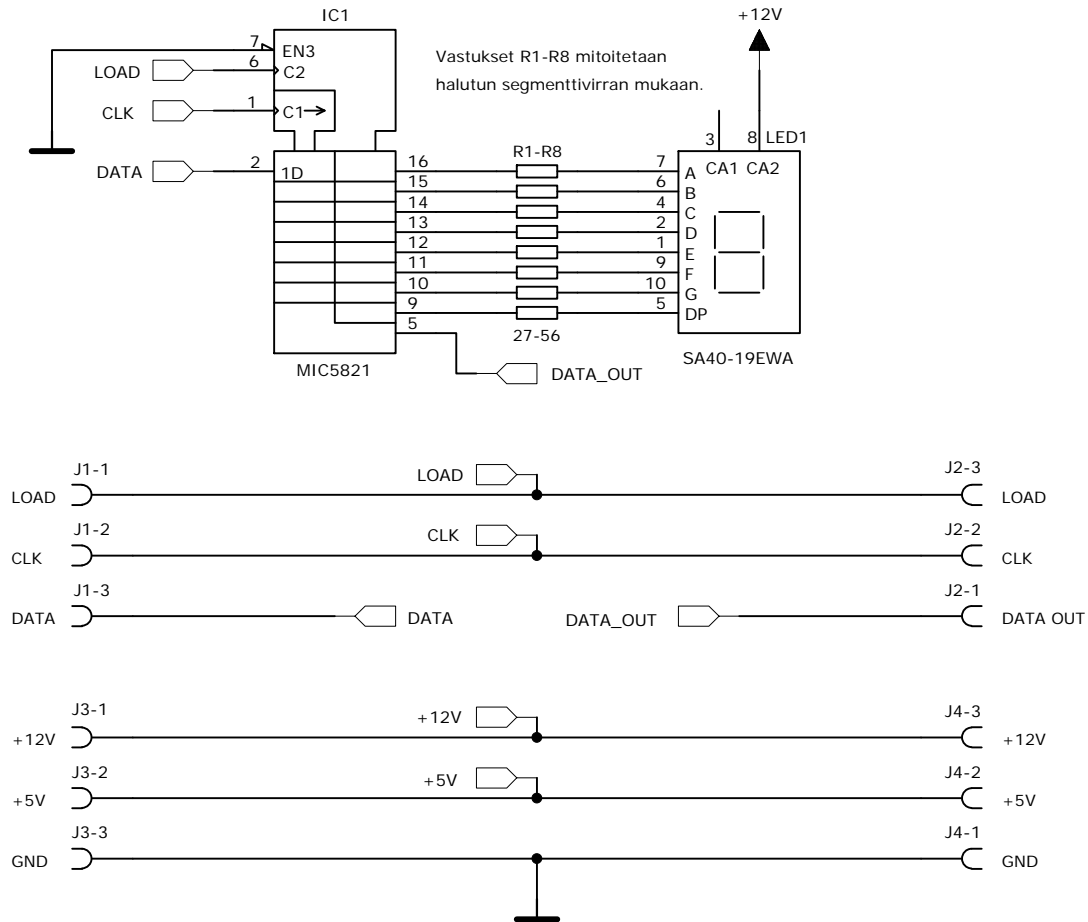 IC1
+12V
7 EN3
LOAD 6 C2
CLK 1 C1
DATA 2 1D
Vastukset R1-R8 mitoitetaan
halutun segmenttivirran mukaan.
3 8 LED1
CA1 CA2
R1-R8
16 7 A
15 6 B
14 4 C
13 2 D
12 1 E
11 9 F
10 10 G
9 5 DP
5
27-56
MIC5821
SA40-19EWA
DATA_OUT
J1-1 LOAD J2-3
LOAD LOAD
J1-2 CLK J2-2
CLK CLK
J1-3 J2-1
DATA DATA DATA_OUT DATA OUT
J3-1 +12V J4-3
+12V +12V
J3-2 +5V J4-2
+5V +5V
J3-3 J4-1
GND GND